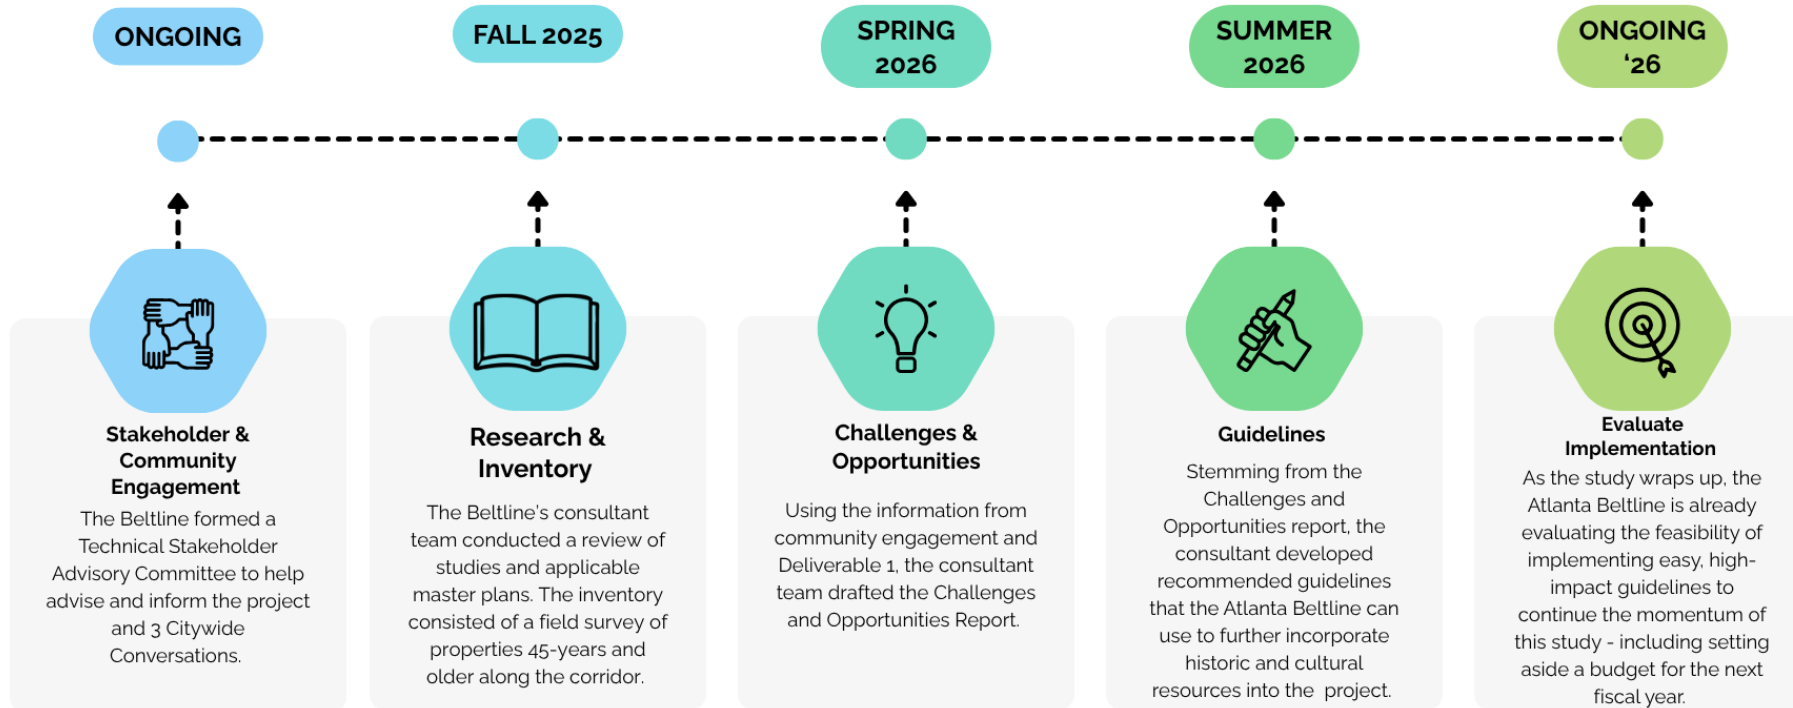 ONGOING
FALL 2025
SPRING
2026
SUMMER
2026
ONGOING
‘26
Stakeholder &
Community
Engagement
The Beltline formed a
Technical Stakeholder
Advisory Committee to help
advise and inform the project
and 3 Citywide
Conversations.
Research &
Inventory
The Beltline's consultant
team conducted a review of
studies and applicable
master plans. The inventory
consisted of a field survey of
properties 45-years and
older along the corridor.
Challenges &
Opportunities
Using the information from
community engagement and
Deliverable 1, the consultant
team drafted the Challenges
and Opportunities Report.
Guidelines
Stemming from the
Challenges and
Opportunities report, the
consultant developed
recommended guidelines
that the Atlanta Beltline can
use to further incorporate
historic and cultural
resources into the project.
Evaluate
Implementation
As the study wraps up, the
Atlanta Beltline is already
evaluating the feasibility of
implementing easy, high-
impact guidelines to
continue the momentum of
this study - including setting
aside a budget for the next
fiscal year.